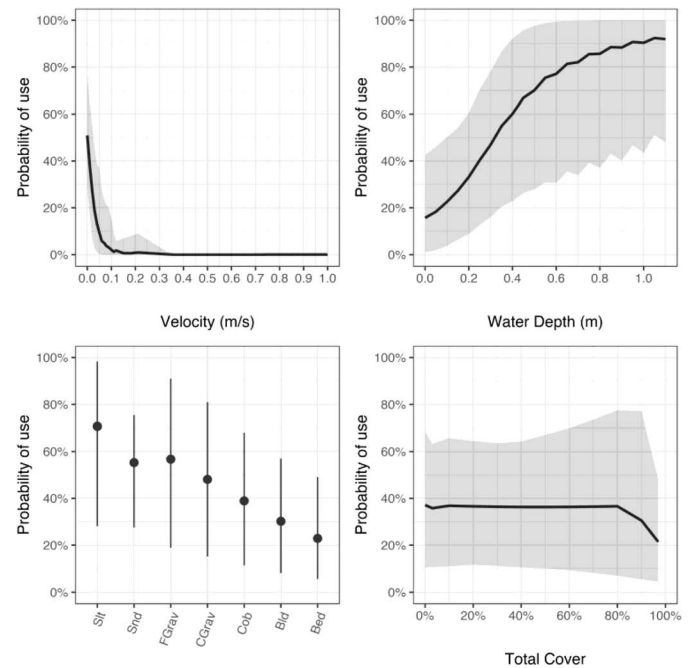 100%
80%
60%
40%
20%
0%
Probability of use
0.0 0.1 0.2 0.3 0.4 0.5 0.6 0.7 0.8 0.9 1.0
Velocity (m/s)
100%
80%
60%
40%
20%
0%
Probability of use
0.0 0.2 0.4 0.6 0.8 1.0
Water Depth (m)
100%
80%
60%
40%
20%
0%
Probability of use
Slt Snd FGrav CGrav Cob Bld Bed
100%
80%
60%
40%
20%
0%
Probability of use
0% 20% 40% 60% 80% 100%
Total Cover